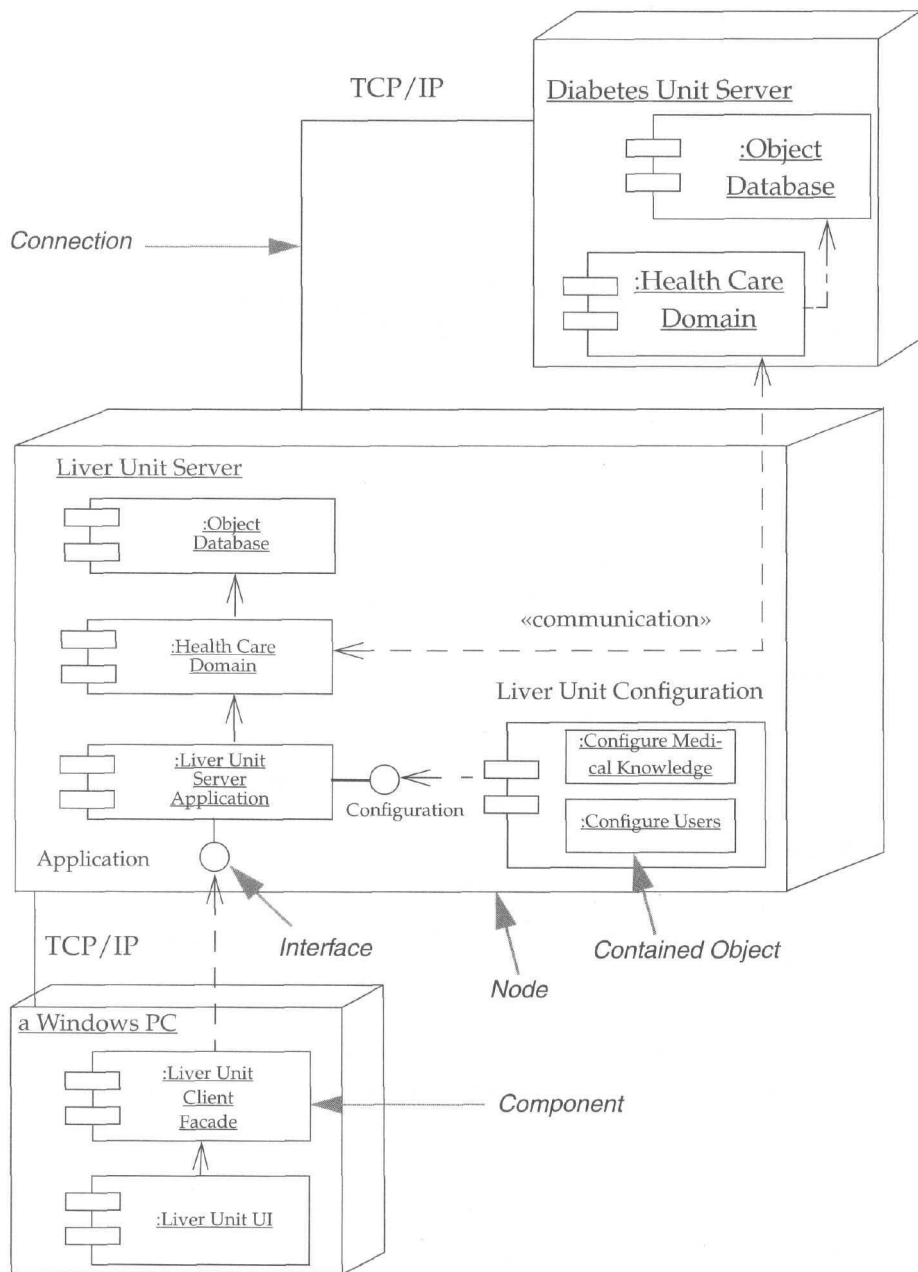 TCP/IP
Diabetes Unit Server
:Object
Database
Connection
:Health Care
Domain
Liver Unit Server
:Object
Database
«communication»
:Health Care
Domain
Liver Unit Configuration
:Configure Medi-
cal Knowledge
:Liver Unit
Server
Application
Configuration
:Configure Users
Application
TCP/IP
Interface
Contained Object
Node
a Windows PC
:Liver Unit
Client
Facade
Component
:Liver Unit UI